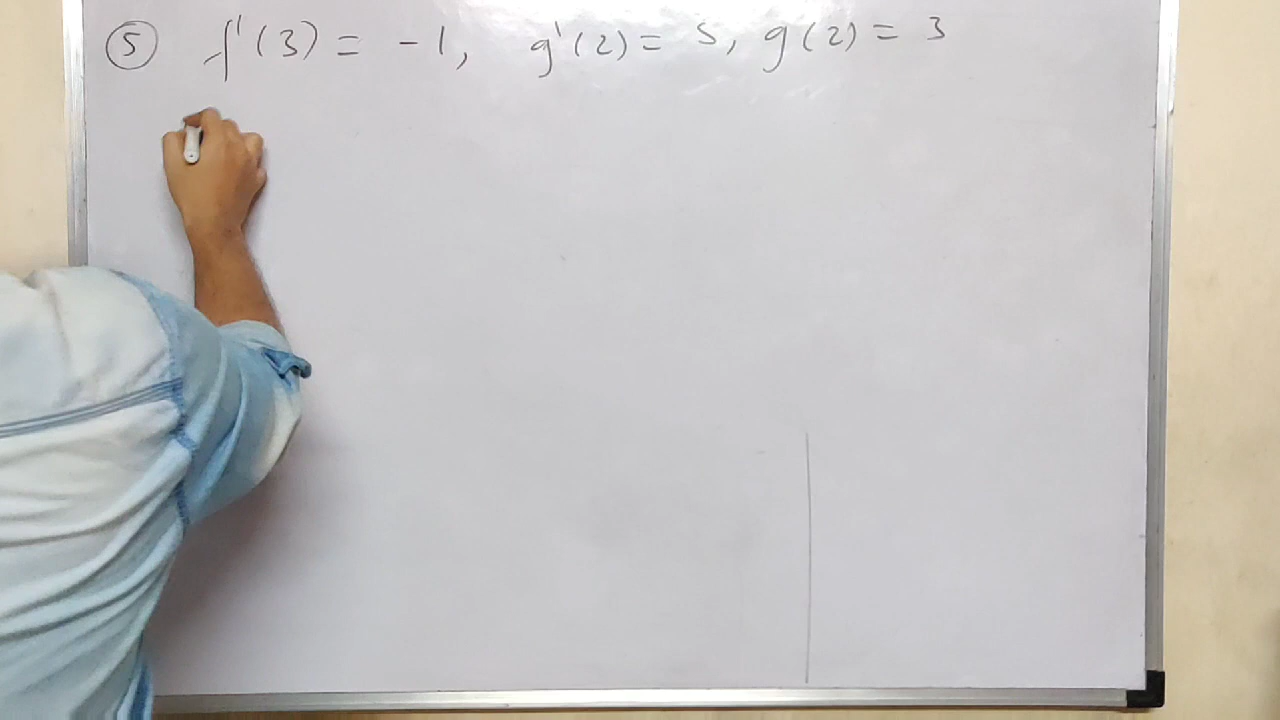 ⑤ f'(3) = -1, g'(2) = 5, g(2) = 3